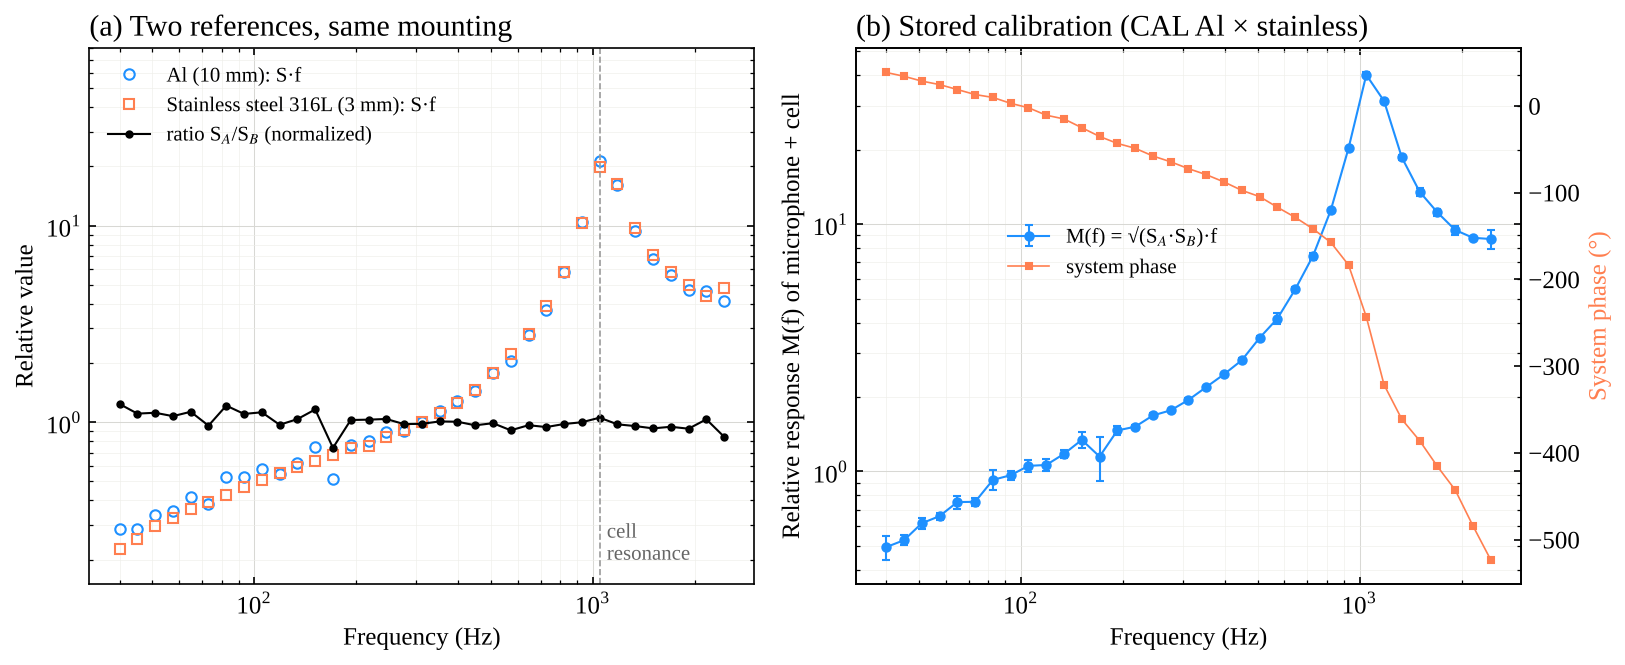 (a) Two references, same mounting
Al (10 mm): S·f
Stainless steel 316L (3 mm): S·f
ratio S_A/S_B (normalized)
cell
resonance
Relative value
10¹
10⁰
10²
10³
Frequency (Hz)
(b) Stored calibration (CAL Al × stainless)
M(f) = √(S_A·S_B)·f
system phase
Relative response M(f) of microphone + cell
10¹
10⁰
10²
10³
Frequency (Hz)
0
−100
−200
−300
−400
−500
System phase (°)